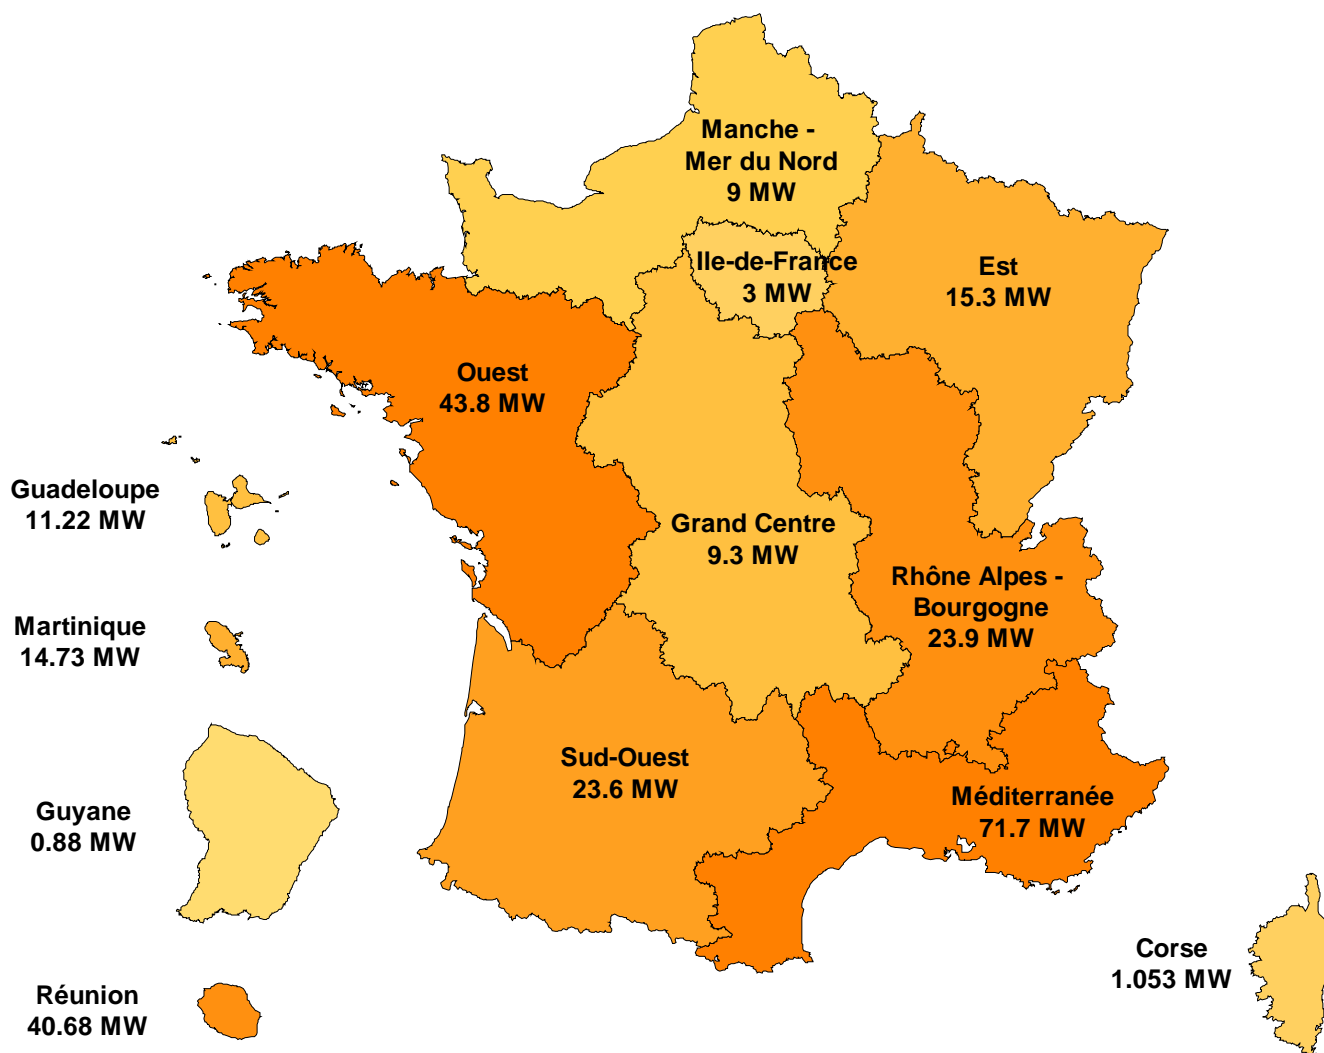 Manche -
Mer du Nord
9 MW
Ile-de-France
3 MW
Est
15.3 MW
Ouest
43.8 MW
Guadeloupe
11.22 MW
Grand Centre
9.3 MW
Rhône Alpes -
Bourgogne
23.9 MW
Martinique
14.73 MW
Sud-Ouest
23.6 MW
Méditerranée
71.7 MW
Guyane
0.88 MW
Corse
1.053 MW
Réunion
40.68 MW